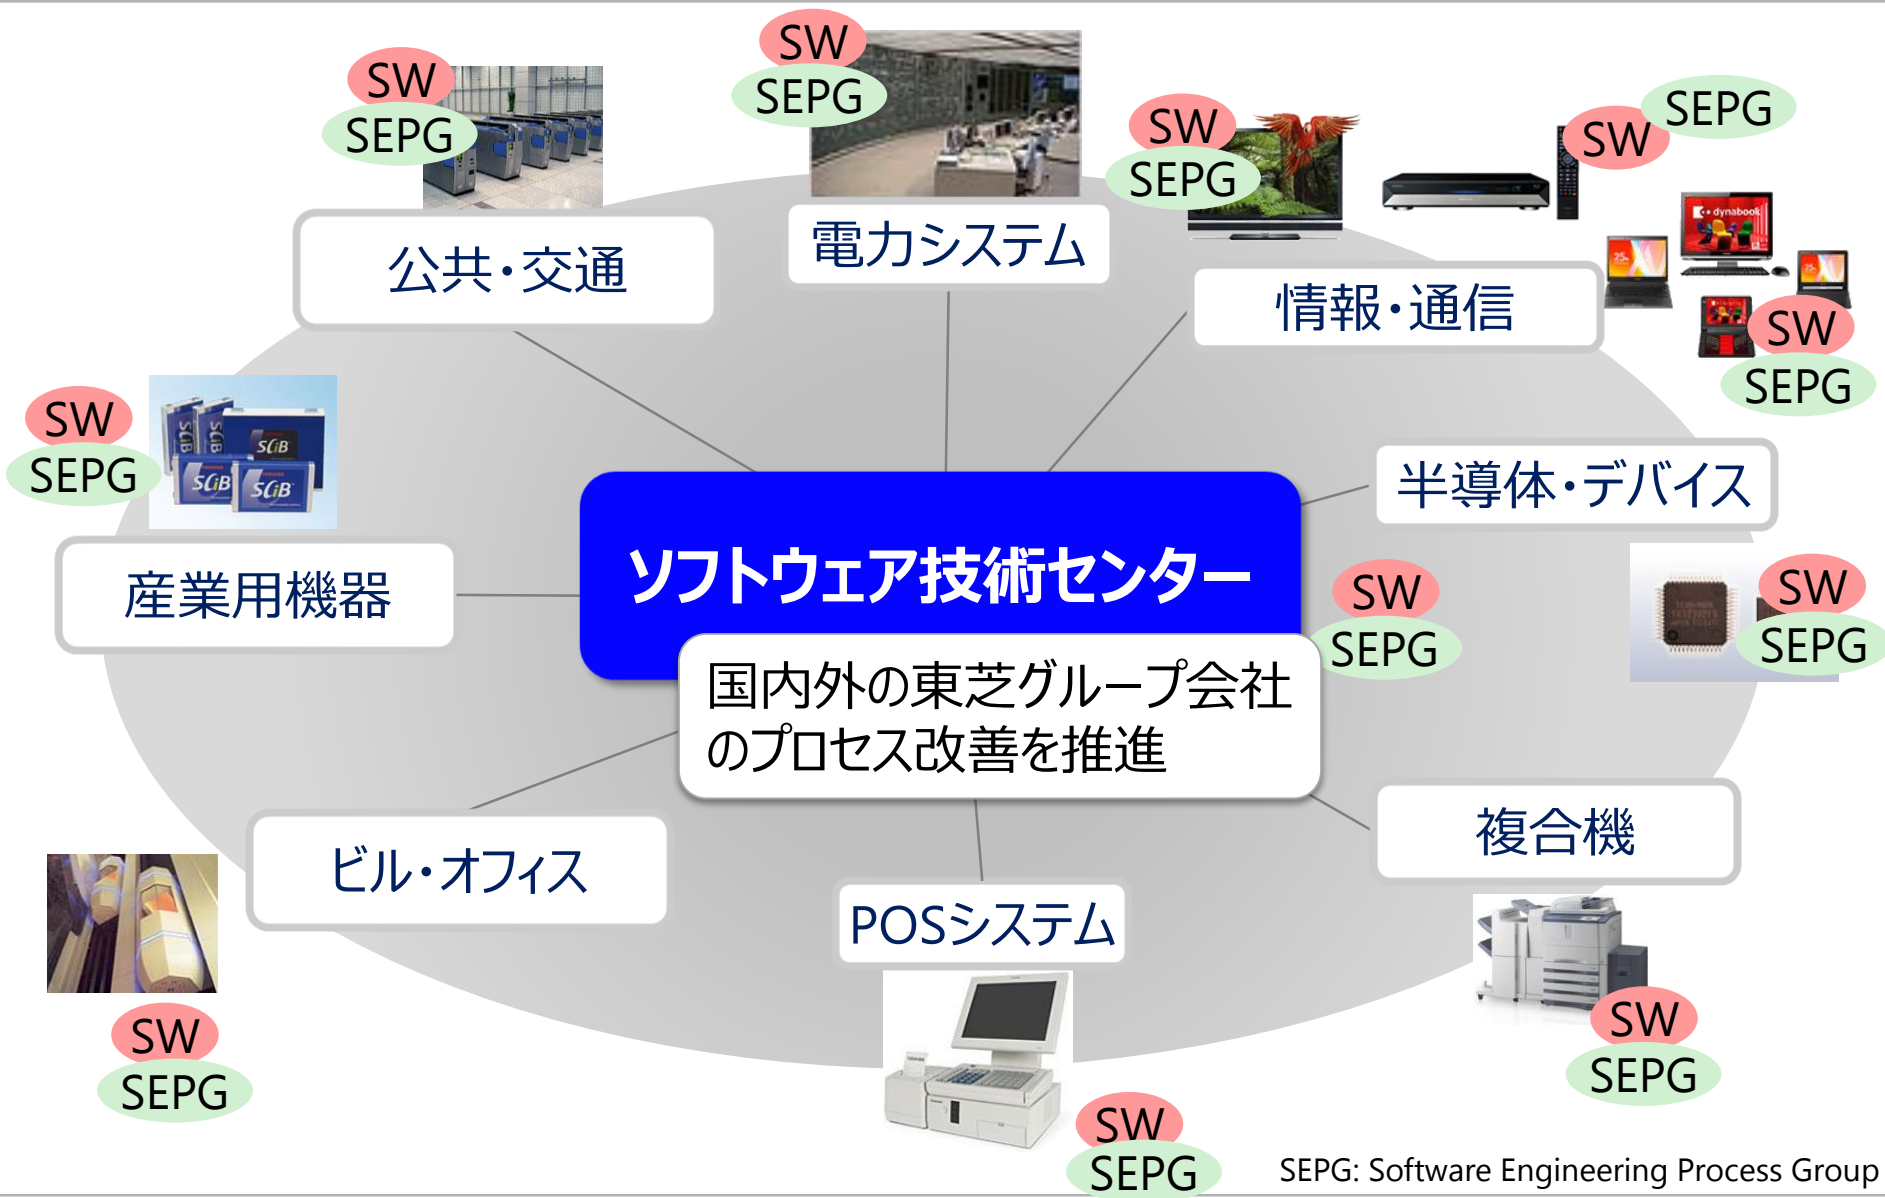 SW
SEPG
SW
SEPG
SW
SEPG
SW
SEPG
公共・交通
電力システム
情報・通信
dynabook
SW
SEPG
SW
SEPG
SCiB
SCiB
SCiB
産業用機器
半導体・デバイス
ソフトウェア技術センター
国内外の東芝グループ会社
のプロセス改善を推進
SW
SEPG
SW
SEPG
ビル・オフィス
複合機
POSシステム
SW
SEPG
SW
SEPG
SW
SEPG
SEPG: Software Engineering Process Group